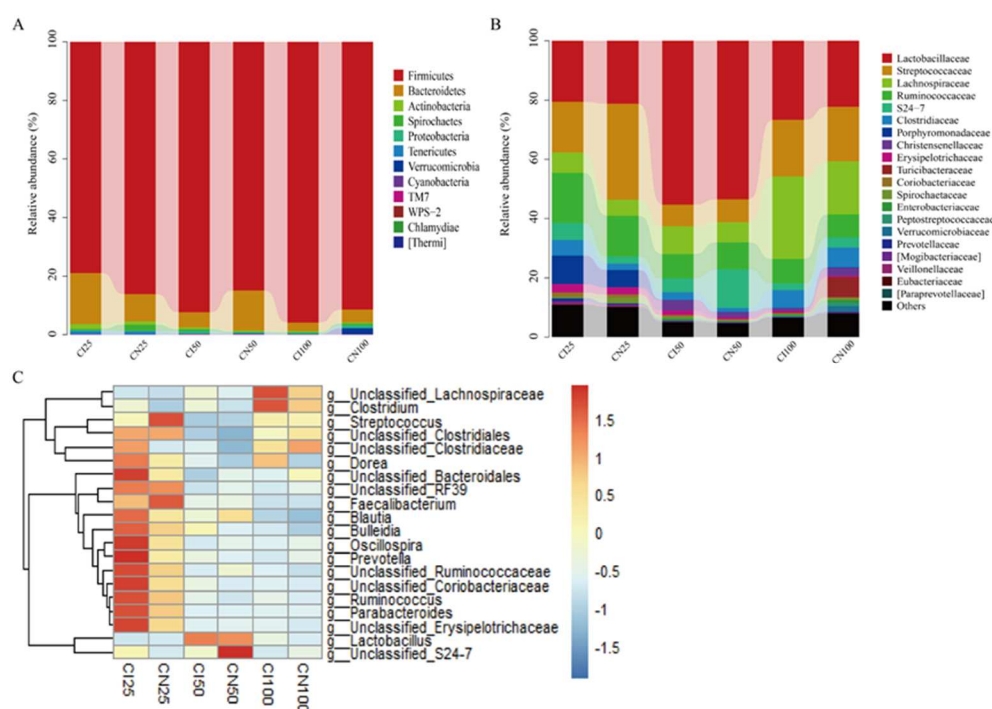 A
Relative abundance (%)
100
80
60
40
20
0
CI25
CN25
CI50
CN50
CI100
CN100
Firmicutes
Bacteroidetes
Actinobacteria
Spirochaetes
Proteobacteria
Tenericutes
Verrucomicrobia
Cyanobacteria
TM7
WPS-2
Chlamydiae
[Thermi]
B
Relative abundance (%)
100
80
60
40
20
0
CI25
CN25
CI50
CN50
CI100
CN100
Lactobacillaceae
Streptococcaceae
Lachnospiraceae
Ruminococcaceae
S24-7
Clostridiaceae
Porphyromonadaceae
Christensenellaceae
Erysipelotrichaceae
Turicibacteraceae
Coriobacteriaceae
Spirochaetaceae
Enterobacteriaceae
Peptostreptococcaceae
Verrucomicrobiaceae
Prevotellaceae
[Mogibacteriaceae]
Veillonellaceae
Eubacteriaceae
[Paraprevotellaceae]
Others
C
g__Unclassified_Lachnospiraceae
g__Clostridium
g__Streptococcus
g__Unclassified_Clostridiales
g__Unclassified_Clostridiaceae
g__Dorea
g__Unclassified_Bacteroidales
g__Unclassified_RF39
g__Faecalibacterium
g__Blautia
g__Bulleidia
g__Oscillospira
g__Prevotella
g__Unclassified_Ruminococcaceae
g__Unclassified_Coriobacteriaceae
g__Ruminococcus
g__Parabacteroides
g__Unclassified_Erysipelotrichaceae
g__Lactobacillus
g__Unclassified_S24-7
CI25
CN25
CI50
CN50
CI100
CN100
1.5
1
0.5
0
-0.5
-1
-1.5